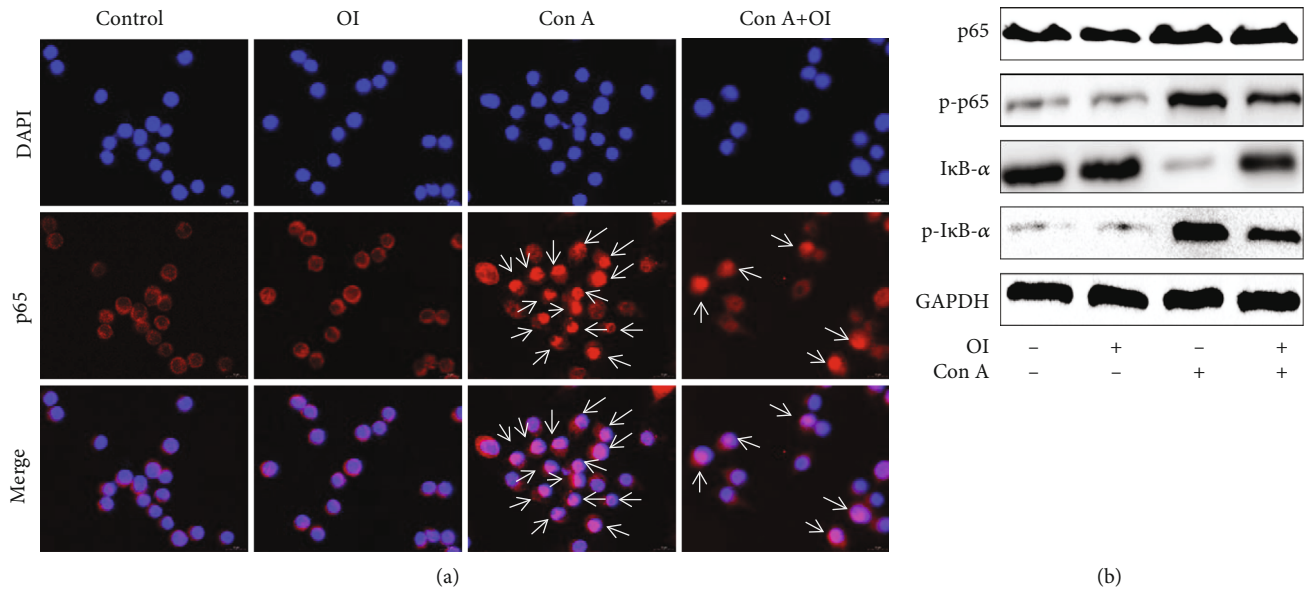 Control OI Con A Con A+OI
DAPI
p65
Merge
(a)
p65
p-p65
IκB-α
p-IκB-α
GAPDH
OI – + – +
Con A – – + +
(b)